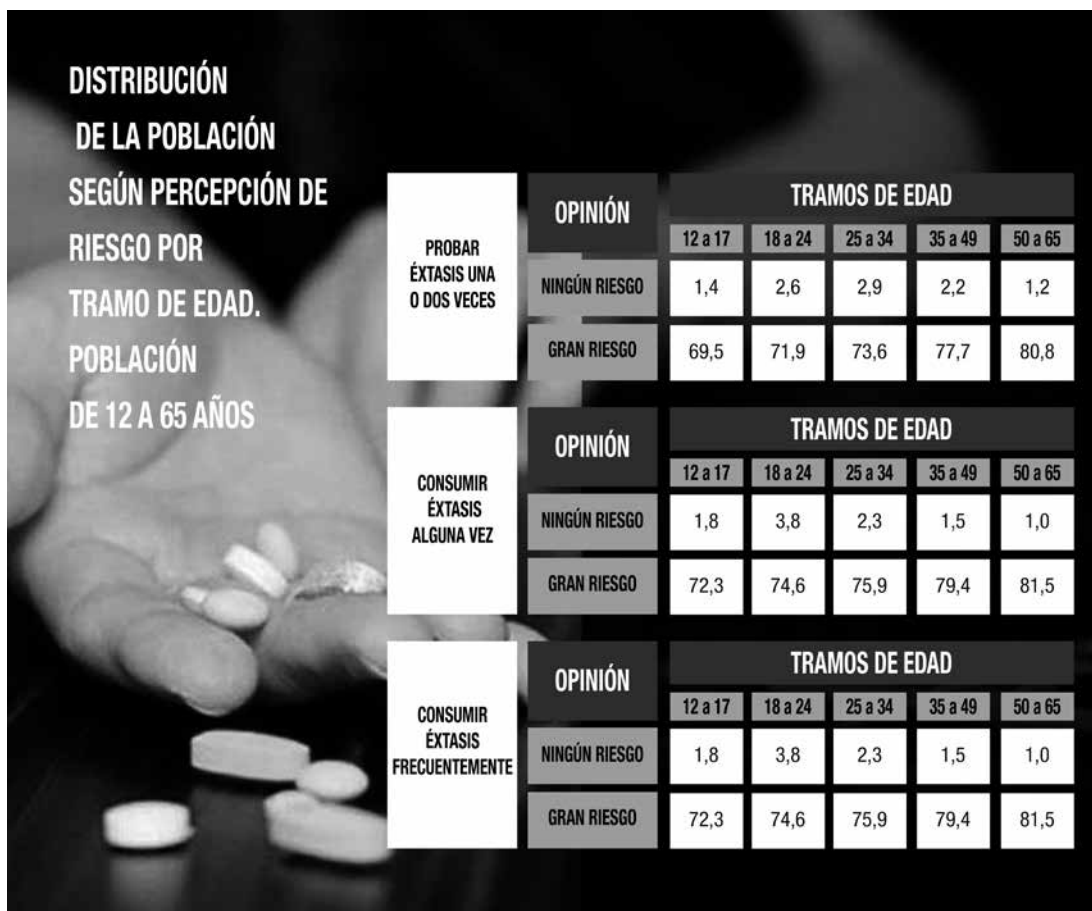 DISTRIBUCIÓN
DE LA POBLACIÓN
SEGÚN PERCEPCIÓN DE
RIESGO POR
TRAMO DE EDAD.
POBLACIÓN
DE 12 A 65 AÑOS
PROBAR
ÉXTASIS UNA
O DOS VECES
OPINIÓN
TRAMOS DE EDAD
12 a 17 18 a 24 25 a 34 35 a 49 50 a 65
NINGÚN RIESGO 1,4 2,6 2,9 2,2 1,2
GRAN RIESGO 69,5 71,9 73,6 77,7 80,8
CONSUMIR
ÉXTASIS
ALGUNA VEZ
OPINIÓN
TRAMOS DE EDAD
12 a 17 18 a 24 25 a 34 35 a 49 50 a 65
NINGÚN RIESGO 1,8 3,8 2,3 1,5 1,0
GRAN RIESGO 72,3 74,6 75,9 79,4 81,5
CONSUMIR
ÉXTASIS
FRECUENTEMENTE
OPINIÓN
TRAMOS DE EDAD
12 a 17 18 a 24 25 a 34 35 a 49 50 a 65
NINGÚN RIESGO 1,8 3,8 2,3 1,5 1,0
GRAN RIESGO 72,3 74,6 75,9 79,4 81,5